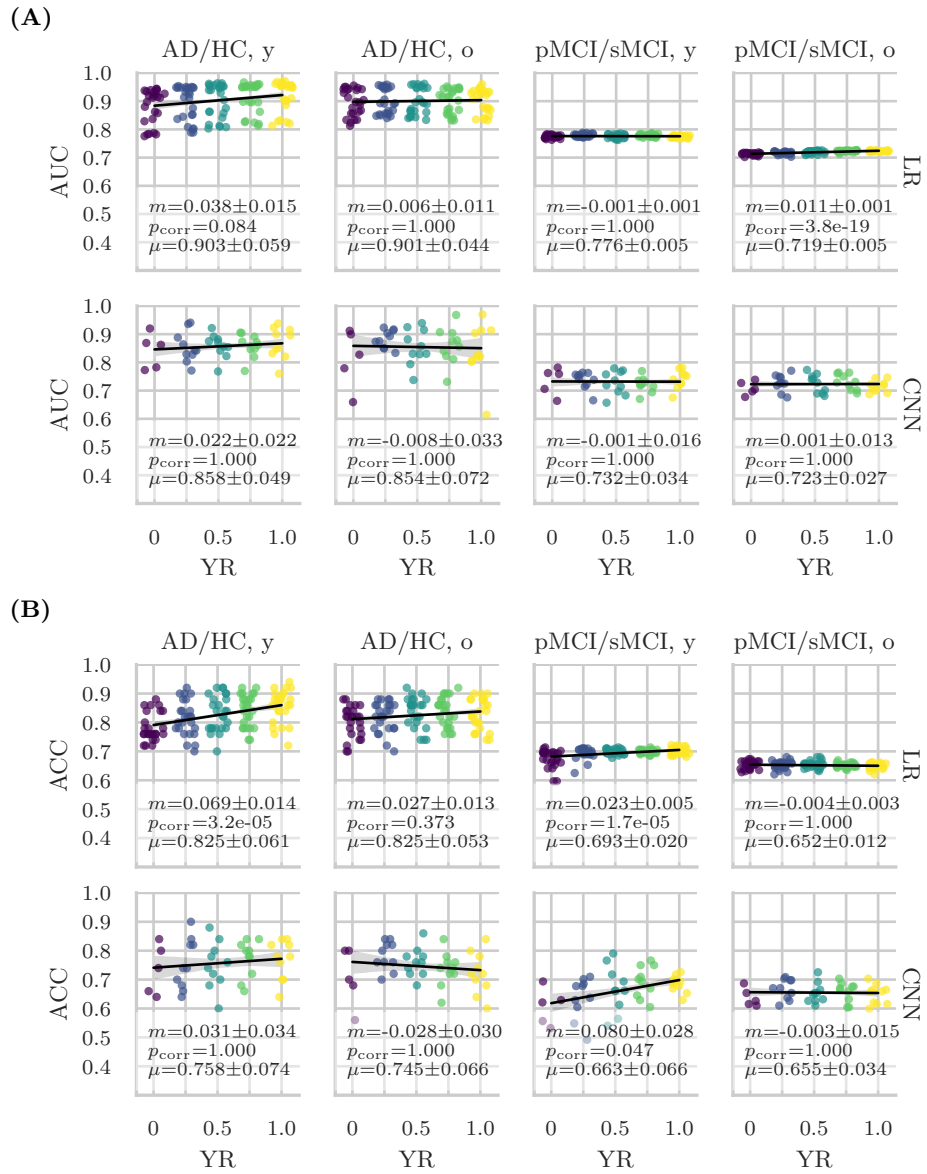 (A)
AD/HC, y
AD/HC, o
pMCI/sMCI, y
pMCI/sMCI, o
1.0
0.9
0.8
0.7
0.6
0.5
0.4
AUC
m=0.038±0.015
p_corr=0.084
μ=0.903±0.059
m=0.006±0.011
p_corr=1.000
μ=0.901±0.044
m=-0.001±0.001
p_corr=1.000
μ=0.776±0.005
m=0.011±0.001
p_corr=3.8e-19
μ=0.719±0.005
LR
1.0
0.9
0.8
0.7
0.6
0.5
0.4
AUC
m=0.022±0.022
p_corr=1.000
μ=0.858±0.049
m=-0.008±0.033
p_corr=1.000
μ=0.854±0.072
m=-0.001±0.016
p_corr=1.000
μ=0.732±0.034
m=0.001±0.013
p_corr=1.000
μ=0.723±0.027
CNN
0 0.5 1.0
YR
0 0.5 1.0
YR
0 0.5 1.0
YR
0 0.5 1.0
YR
(B)
AD/HC, y
AD/HC, o
pMCI/sMCI, y
pMCI/sMCI, o
1.0
0.9
0.8
0.7
0.6
0.5
0.4
ACC
m=0.069±0.014
p_corr=3.2e-05
μ=0.825±0.061
m=0.027±0.013
p_corr=0.373
μ=0.825±0.053
m=0.023±0.005
p_corr=1.7e-05
μ=0.693±0.020
m=-0.004±0.003
p_corr=1.000
μ=0.652±0.012
LR
1.0
0.9
0.8
0.7
0.6
0.5
0.4
ACC
m=0.031±0.034
p_corr=1.000
μ=0.758±0.074
m=-0.028±0.030
p_corr=1.000
μ=0.745±0.066
m=0.080±0.028
p_corr=0.047
μ=0.663±0.066
m=-0.003±0.015
p_corr=1.000
μ=0.655±0.034
CNN
0 0.5 1.0
YR
0 0.5 1.0
YR
0 0.5 1.0
YR
0 0.5 1.0
YR